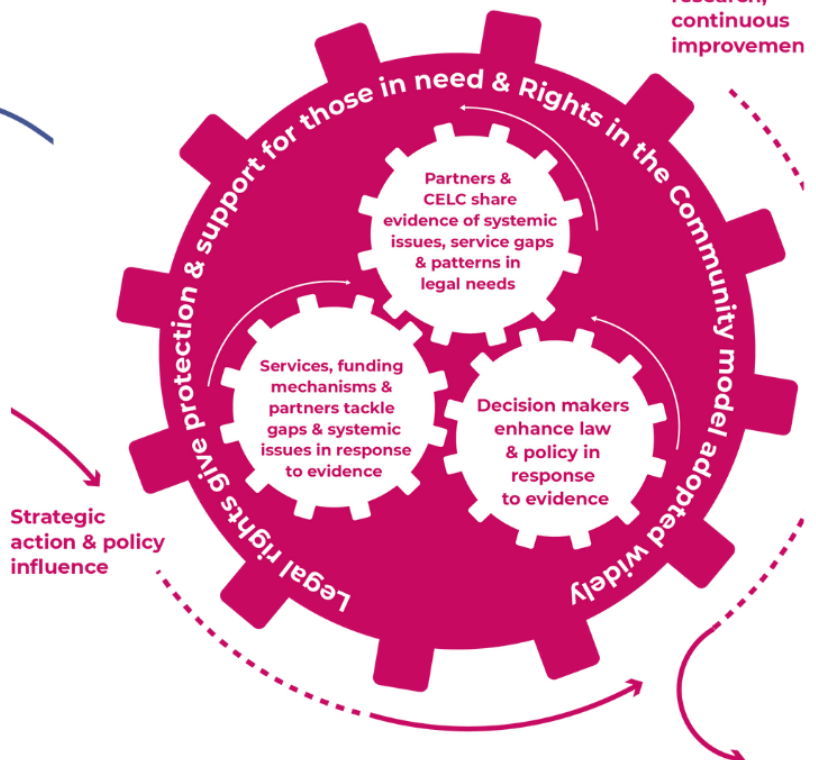 research,
continuous
improvemen
Legal rights give protection & support for those in need & Rights in the Community model adopted widely
Partners &
CELC share
evidence of systemic
issues, service gaps
& patterns in
legal needs
Services, funding
mechanisms &
partners tackle
gaps & systemic
issues in response
to evidence
Decision makers
enhance law
& policy in
response
to evidence
Strategic
action & policy
influence